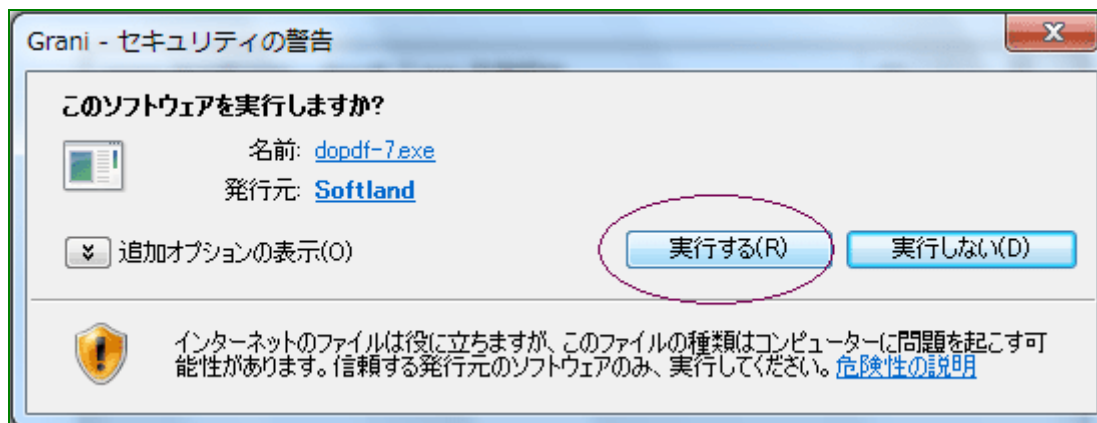 Grani - セキュリティの警告
このソフトウェアを実行しますか?
名前: dopdf-7.exe
発行元: Softland
追加オプションの表示(O)
実行する(R)
実行しない(D)
インターネットのファイルは役に立ちますが、このファイルの種類はコンピューターに問題を起こす可
能性があります。信頼する発行元のソフトウェアのみ、実行してください。危険性の説明